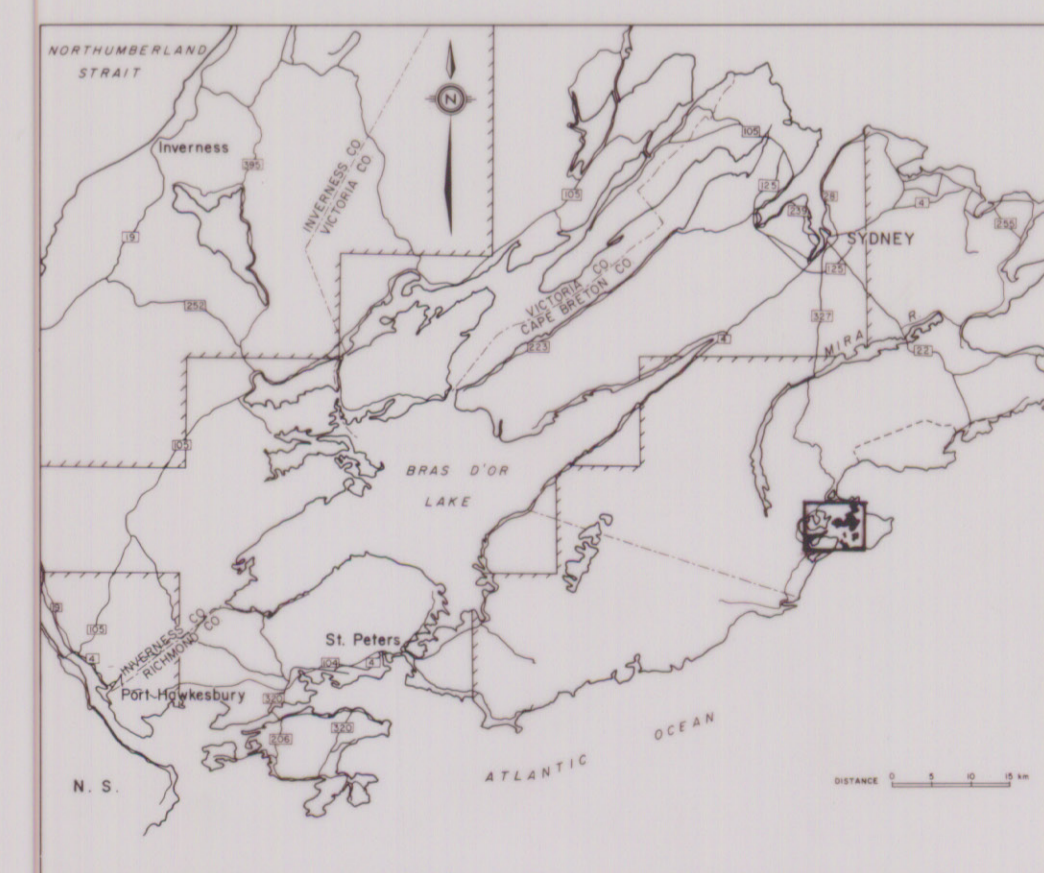 NORTHUMBERLAND
STRAIT
N
Inverness
395
INVERNESS CO
VICTORIA CO
105
105
125
28
239
4
255
SYDNEY
125
19
252
VICTORIA CO
CAPE BRETON CO
223
327
4
MIRA R
22
105
BRAS D'OR
LAKE
105
4
INVERNESS CO
RICHMOND CO
St. Peters
104
4
Port Hawkesbury
320
206
320
ATLANTIC OCEAN
N. S.
DISTANCE 0 5 10 15 km